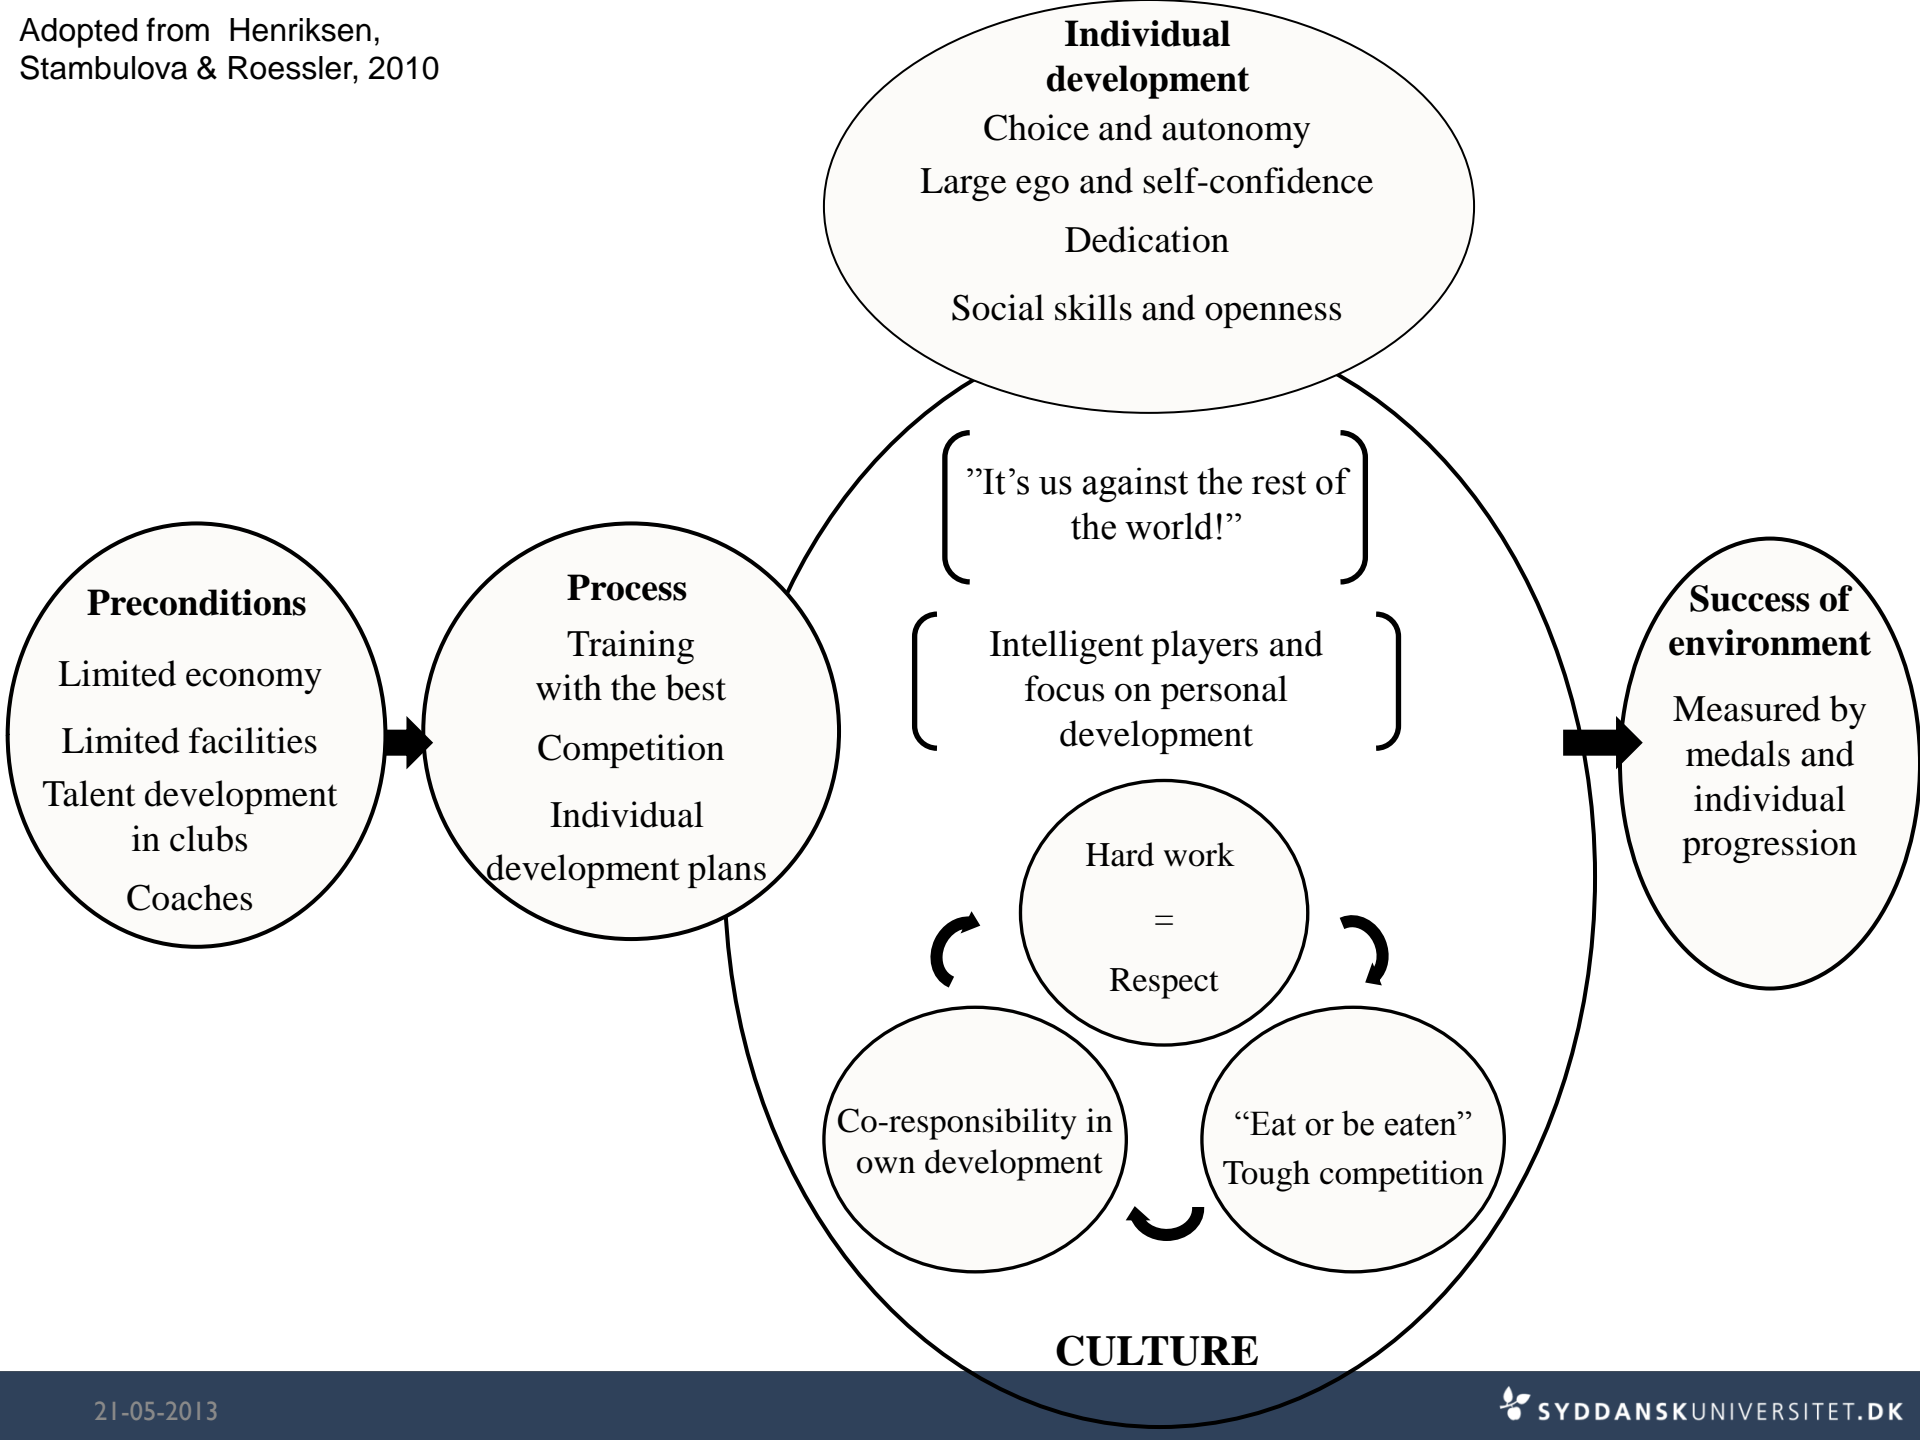 Adopted from  Henriksen,
Stambulova & Roessler, 2010
Individual
development
Choice and autonomy
Large ego and self-confidence
Dedication
Social skills and openness
”It’s us against the rest of
the world!”
Preconditions
Limited economy
Limited facilities
Talent development
in clubs
Coaches
Process
Training
with the best
Competition
Individual
development plans
Intelligent players and
focus on personal
development
Success of
environment
Measured by
medals and
individual
progression
Hard work
=
Respect
Co-responsibility in
own development
“Eat or be eaten”
Tough competition
CULTURE
21-05-2013
SYDDANSKUNIVERSITET.DK